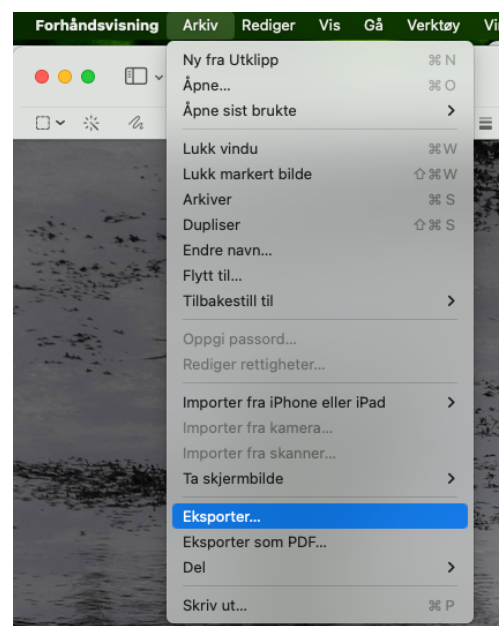 Forhåndsvisning Arkiv Rediger Vis Gå Verktøy
Ny fra Utklipp ⌘ N
Åpne... ⌘ O
Åpne sist brukte
Lukk vindu ⌘ W
Lukk markert bilde ⇧ ⌘ W
Arkiver ⌘ S
Dupliser ⇧ ⌘ S
Endre navn...
Flytt til...
Tilbakestill til
Oppgi passord...
Rediger rettigheter...
Importer fra iPhone eller iPad
Importer fra kamera...
Importer fra skanner...
Ta skjermbilde
Eksporter...
Eksporter som PDF...
Del
Skriv ut... ⌘ P